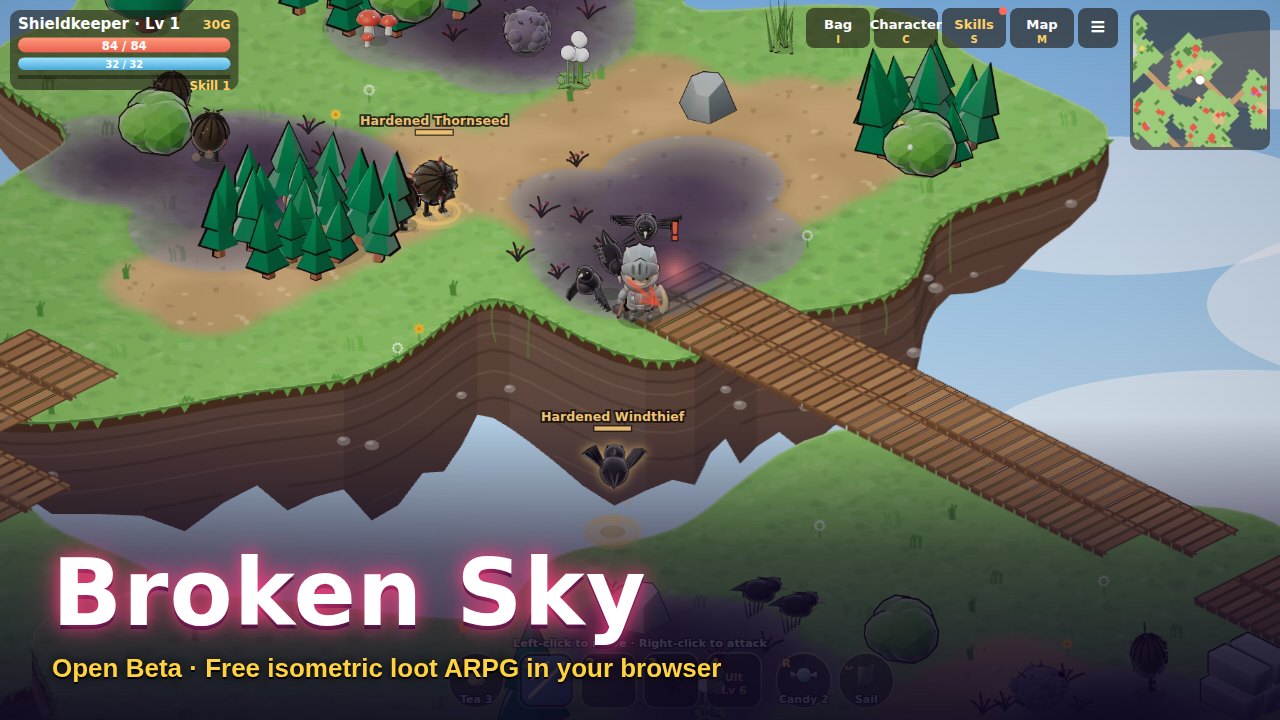 Shieldkeeper · Lv 1 30G
84 / 84
32 / 32
Skill 1
Bag
I
Character
C
Skills
S
Map
M
Hardened Thornseed
!
Hardened Windthief
Broken Sky
Left-click to move · Right-click to attack
Open Beta · Free isometric loot ARPG in your browser
Tea 3
Ult
Lv 6
R
Candy 2
Sail